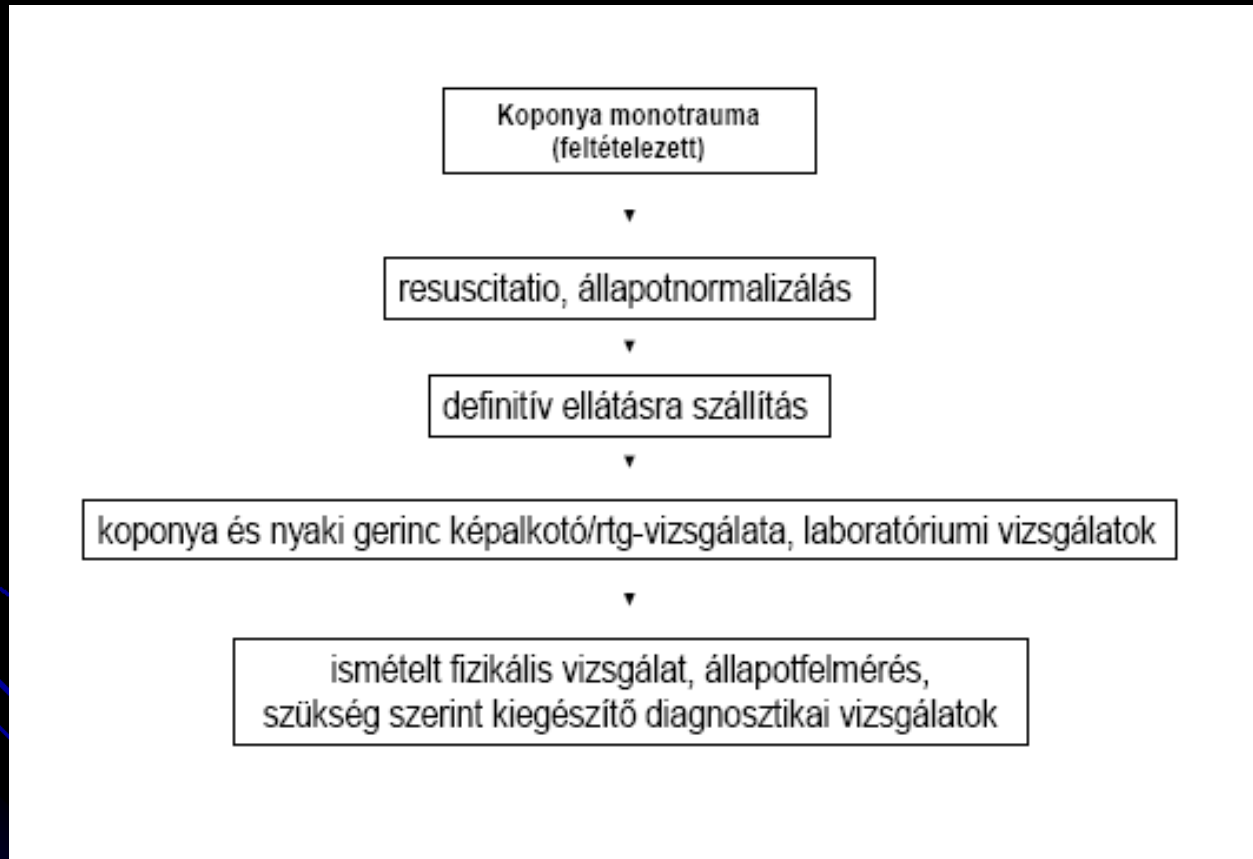 Koponya monotrauma
(feltételezett)
resuscitatio, állapotnormalizálás
definitív ellátásra szállítás
koponya és nyaki gerinc képalkotó/rtg-vizsgálata, laboratóriumi vizsgálatok
ismételt fizikális vizsgálat, állapotfelmérés,
szükség szerint kiegészítő diagnosztikai vizsgálatok